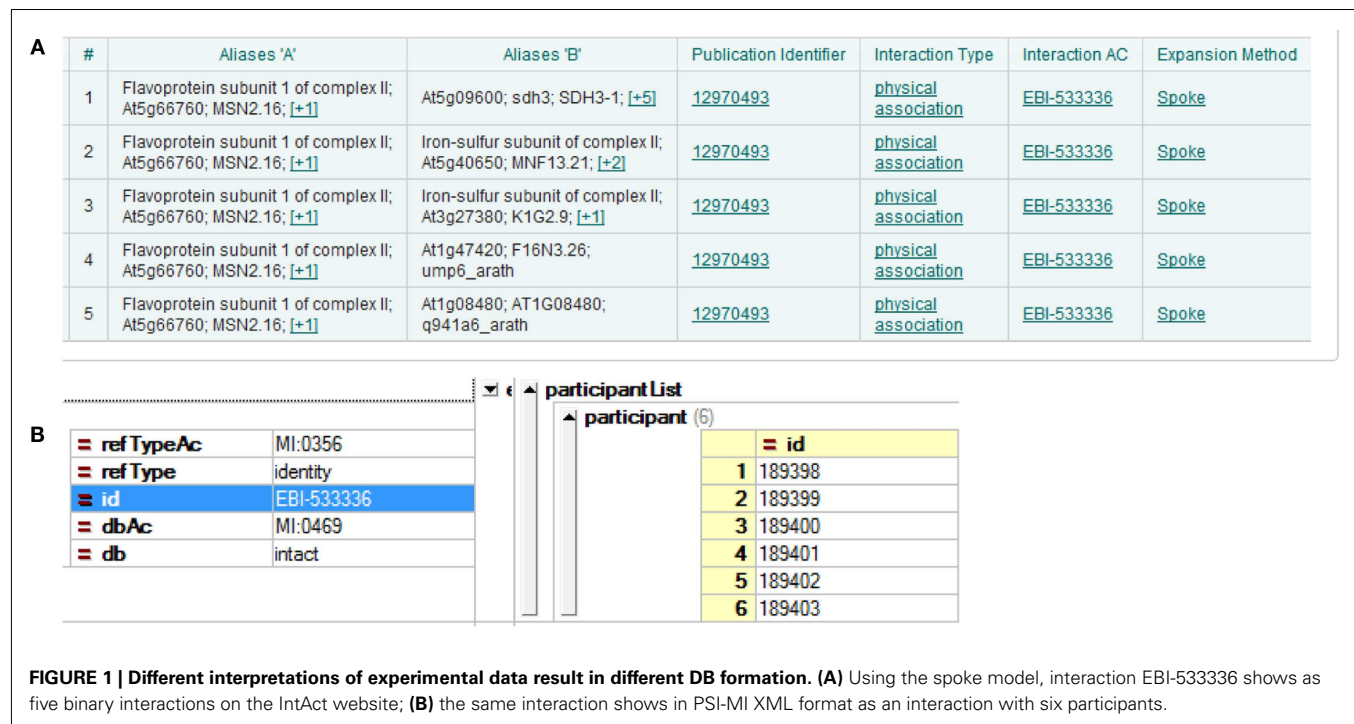 A
# Aliases 'A' Aliases 'B' Publication Identifier Interaction Type Interaction AC Expansion Method
1 Flavoprotein subunit 1 of complex II; At5g09600; sdh3; SDH3-1; [+5] 12970493 physical EBI-533336 Spoke
At5g66760; MSN2.16; [+1] association
2 Flavoprotein subunit 1 of complex II; Iron-sulfur subunit of complex II; 12970493 physical EBI-533336 Spoke
At5g66760; MSN2.16; [+1] At5g40650; MNF13.21; [+2] association
3 Flavoprotein subunit 1 of complex II; Iron-sulfur subunit of complex II; 12970493 physical EBI-533336 Spoke
At5g66760; MSN2.16; [+1] At3g27380; K1G2.9; [+1] association
4 Flavoprotein subunit 1 of complex II; At1g47420; F16N3.26; 12970493 physical EBI-533336 Spoke
At5g66760; MSN2.16; [+1] ump6_arath association
5 Flavoprotein subunit 1 of complex II; At1g08480; AT1G08480; 12970493 physical EBI-533336 Spoke
At5g66760; MSN2.16; [+1] q941a6_arath association
participantList
participant (6)
B
= refTypeAc MI:0356
= refType identity
= id EBI-533336
= dbAc MI:0469
= db intact
= id
1 189398
2 189399
3 189400
4 189401
5 189402
6 189403
FIGURE 1 | Different interpretations of experimental data result in different DB formation. (A) Using the spoke model, interaction EBI-533336 shows as
five binary interactions on the IntAct website; (B) the same interaction shows in PSI-MI XML format as an interaction with six participants.